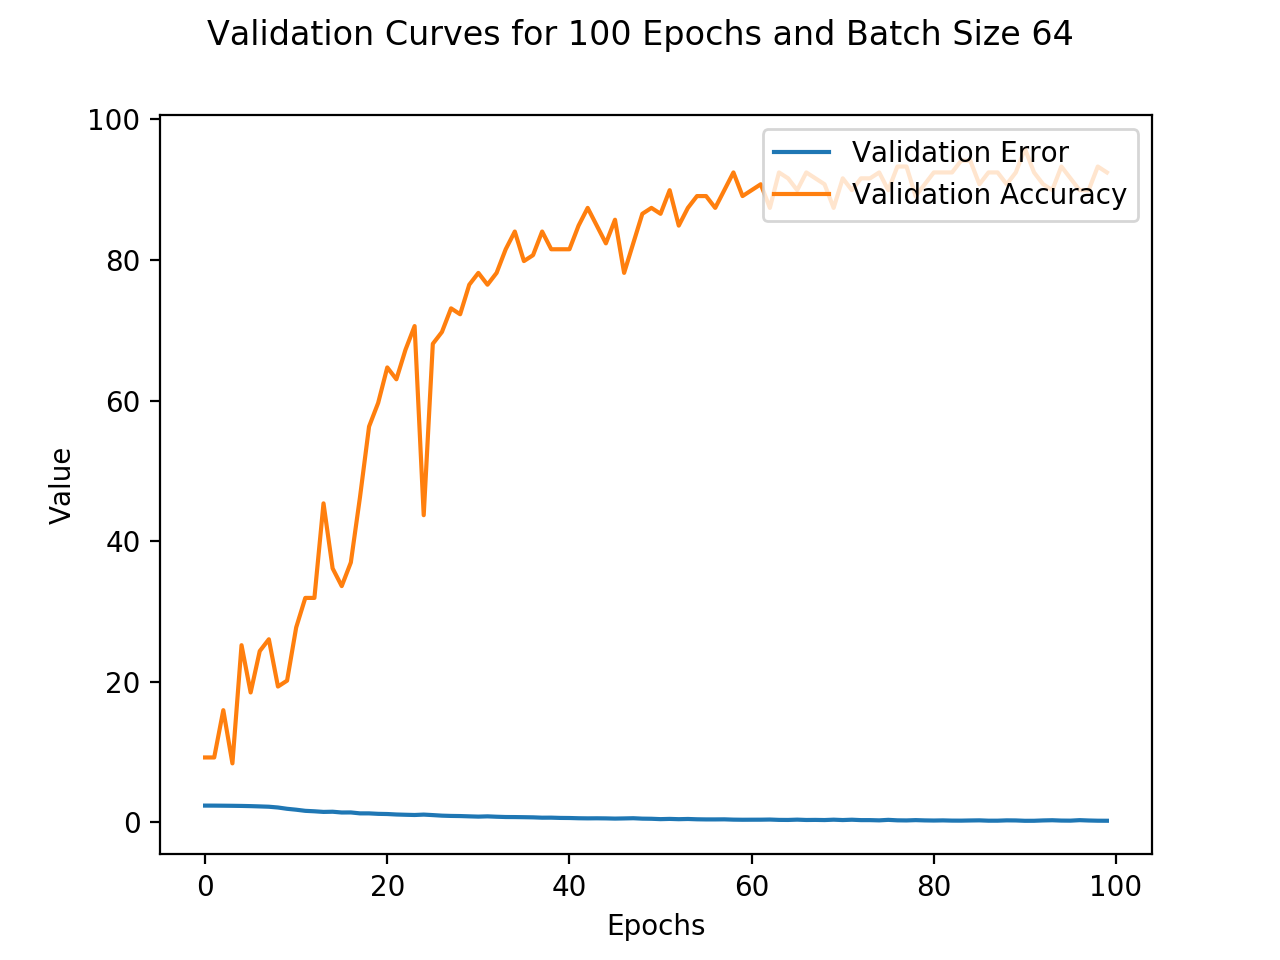 Validation Curves for 100 Epochs and Batch Size 64
100
80
60
40
20
0
Value
Validation Error
Validation Accuracy
0 20 40 60 80 100
Epochs